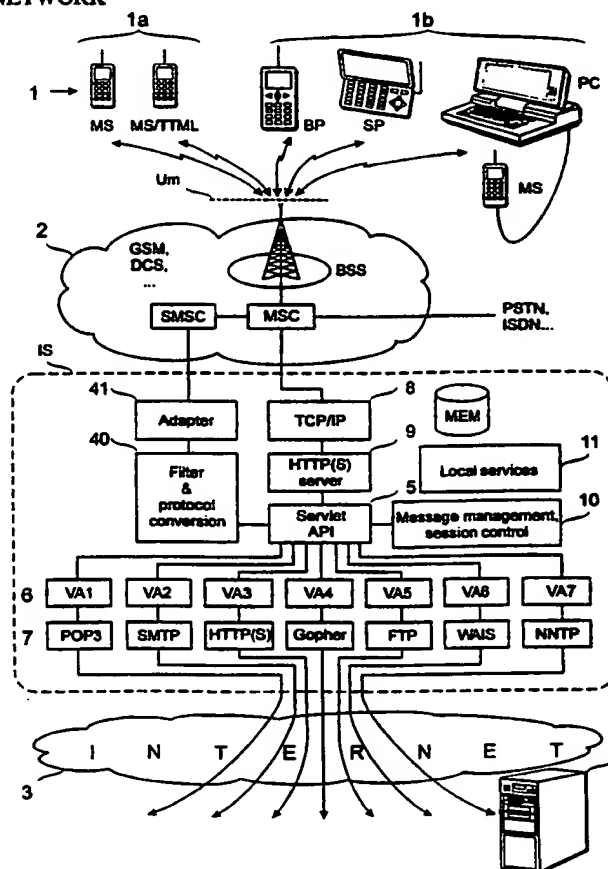 NETWORK
1a 1b
1
MS MS/TTML BP SP PC
Um
MS
2
GSM,
DCS,
...
BSS
SMSC MSC
PSTN,
ISDN...
IS
41 8
Adapter TCP/IP MEM
40 9 11
Filter
&
protocol
conversion
HTTP(S)
server
Local services
5 10
Servlet
API
Message management,
session control
6 VA1 VA2 VA3 VA4 VA5 VA6 VA7
7 POP3 SMTP HTTP(S) Gopher FTP WAIS NNTP
INTERNET
3